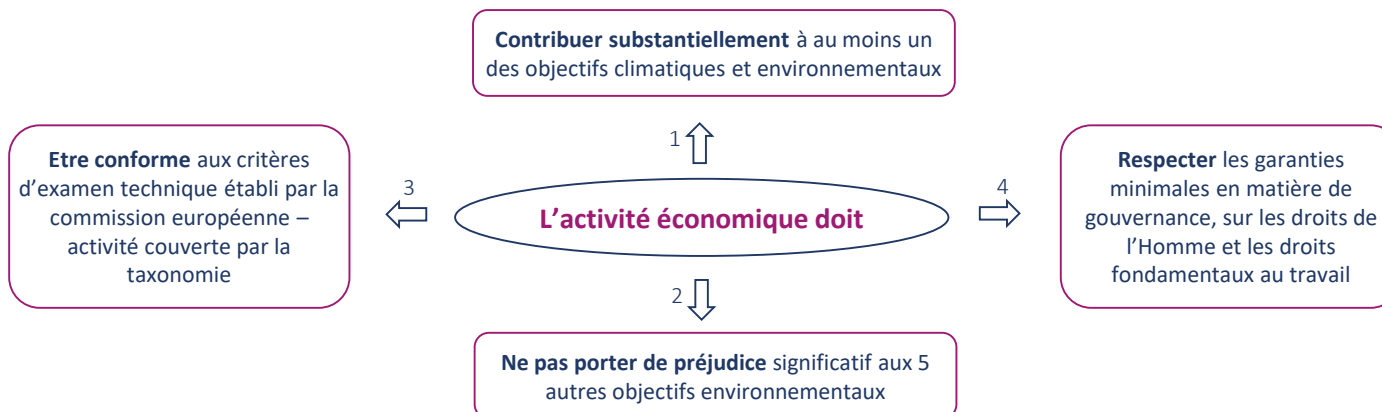 Contribuer substantiellement à au moins un
des objectifs climatiques et environnementaux
1
Etre conforme aux critères
d'examen technique établi par la
commission européenne –
activité couverte par la
taxonomie
3
L'activité économique doit
4
Respecter les garanties
minimales en matière de
gouvernance, sur les droits de
l'Homme et les droits
fondamentaux au travail
2
Ne pas porter de préjudice significatif aux 5
autres objectifs environnementaux